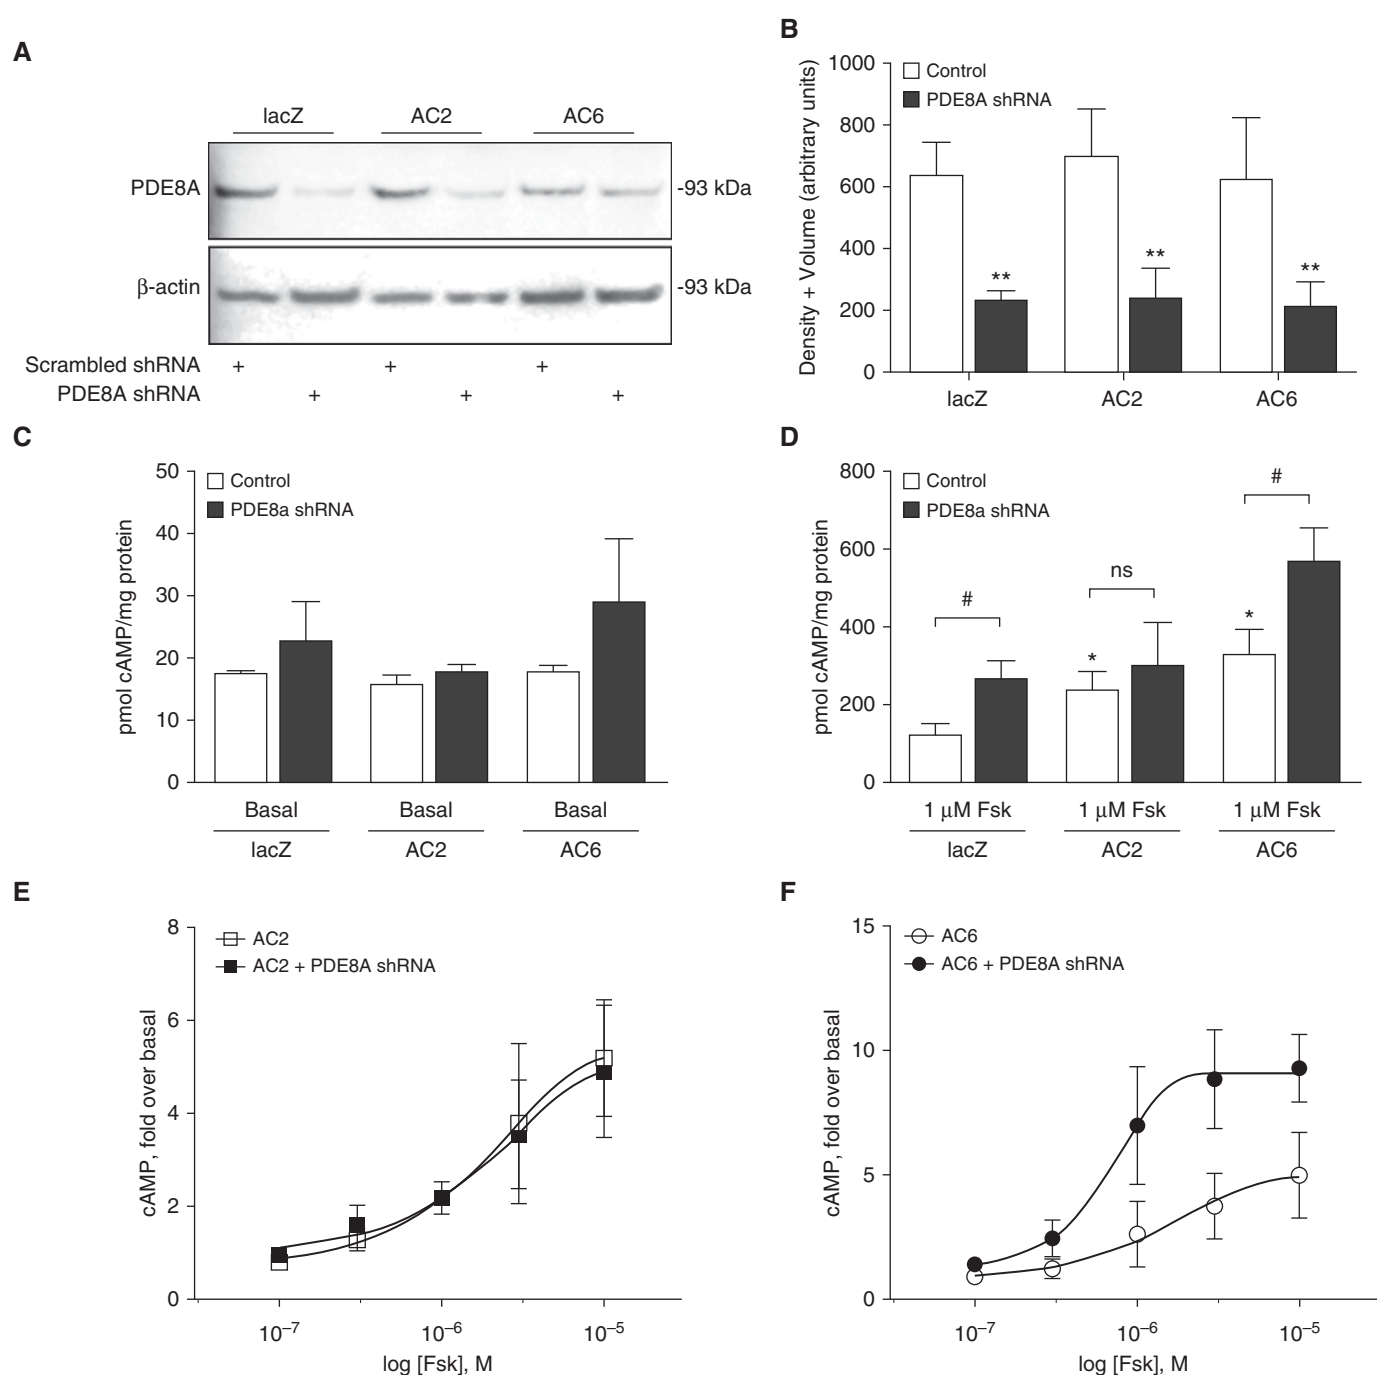 A
lacZ AC2 AC6
PDE8A -93 kDa
β-actin -93 kDa
Scrambled shRNA + + +
PDE8A shRNA + + +
B
Density + Volume (arbitrary units)
1000
800
600
400
200
0
Control
PDE8A shRNA
** ** **
lacZ AC2 AC6
C
pmol cAMP/mg protein
50
40
30
20
10
0
Control
PDE8a shRNA
Basal Basal Basal
lacZ AC2 AC6
D
pmol cAMP/mg protein
800
600
400
200
0
Control
PDE8a shRNA
# ns #
* *
1 μM Fsk 1 μM Fsk 1 μM Fsk
lacZ AC2 AC6
E
cAMP, fold over basal
8
6
4
2
0
AC2
AC2 + PDE8A shRNA
10–7 10–6 10–5
log [Fsk], M
F
cAMP, fold over basal
15
10
5
0
AC6
AC6 + PDE8A shRNA
10–7 10–6 10–5
log [Fsk], M